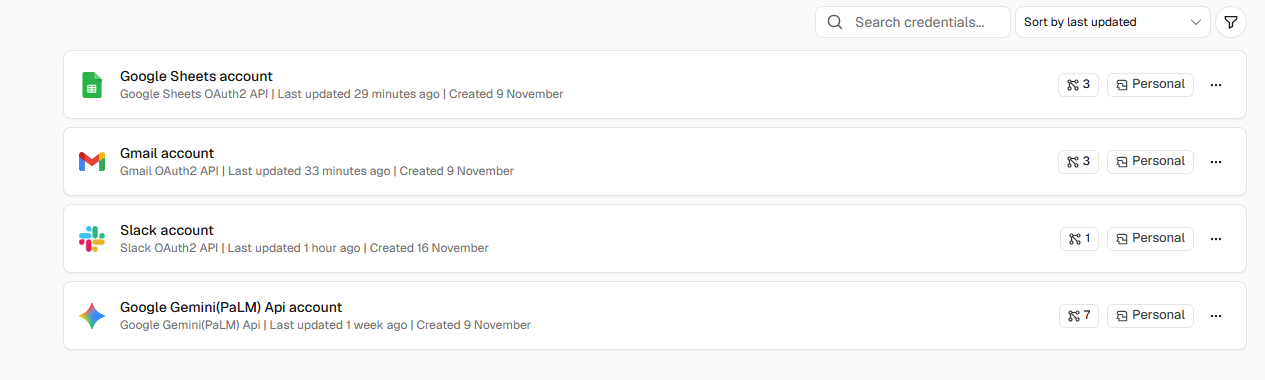 Search credentials...
Sort by last updated
Google Sheets account
Google Sheets OAuth2 API | Last updated 29 minutes ago | Created 9 November
3
Personal
Gmail account
Gmail OAuth2 API | Last updated 33 minutes ago | Created 9 November
3
Personal
Slack account
Slack OAuth2 API | Last updated 1 hour ago | Created 16 November
1
Personal
Google Gemini(PaLM) Api account
Google Gemini(PaLM) Api | Last updated 1 week ago | Created 9 November
7
Personal